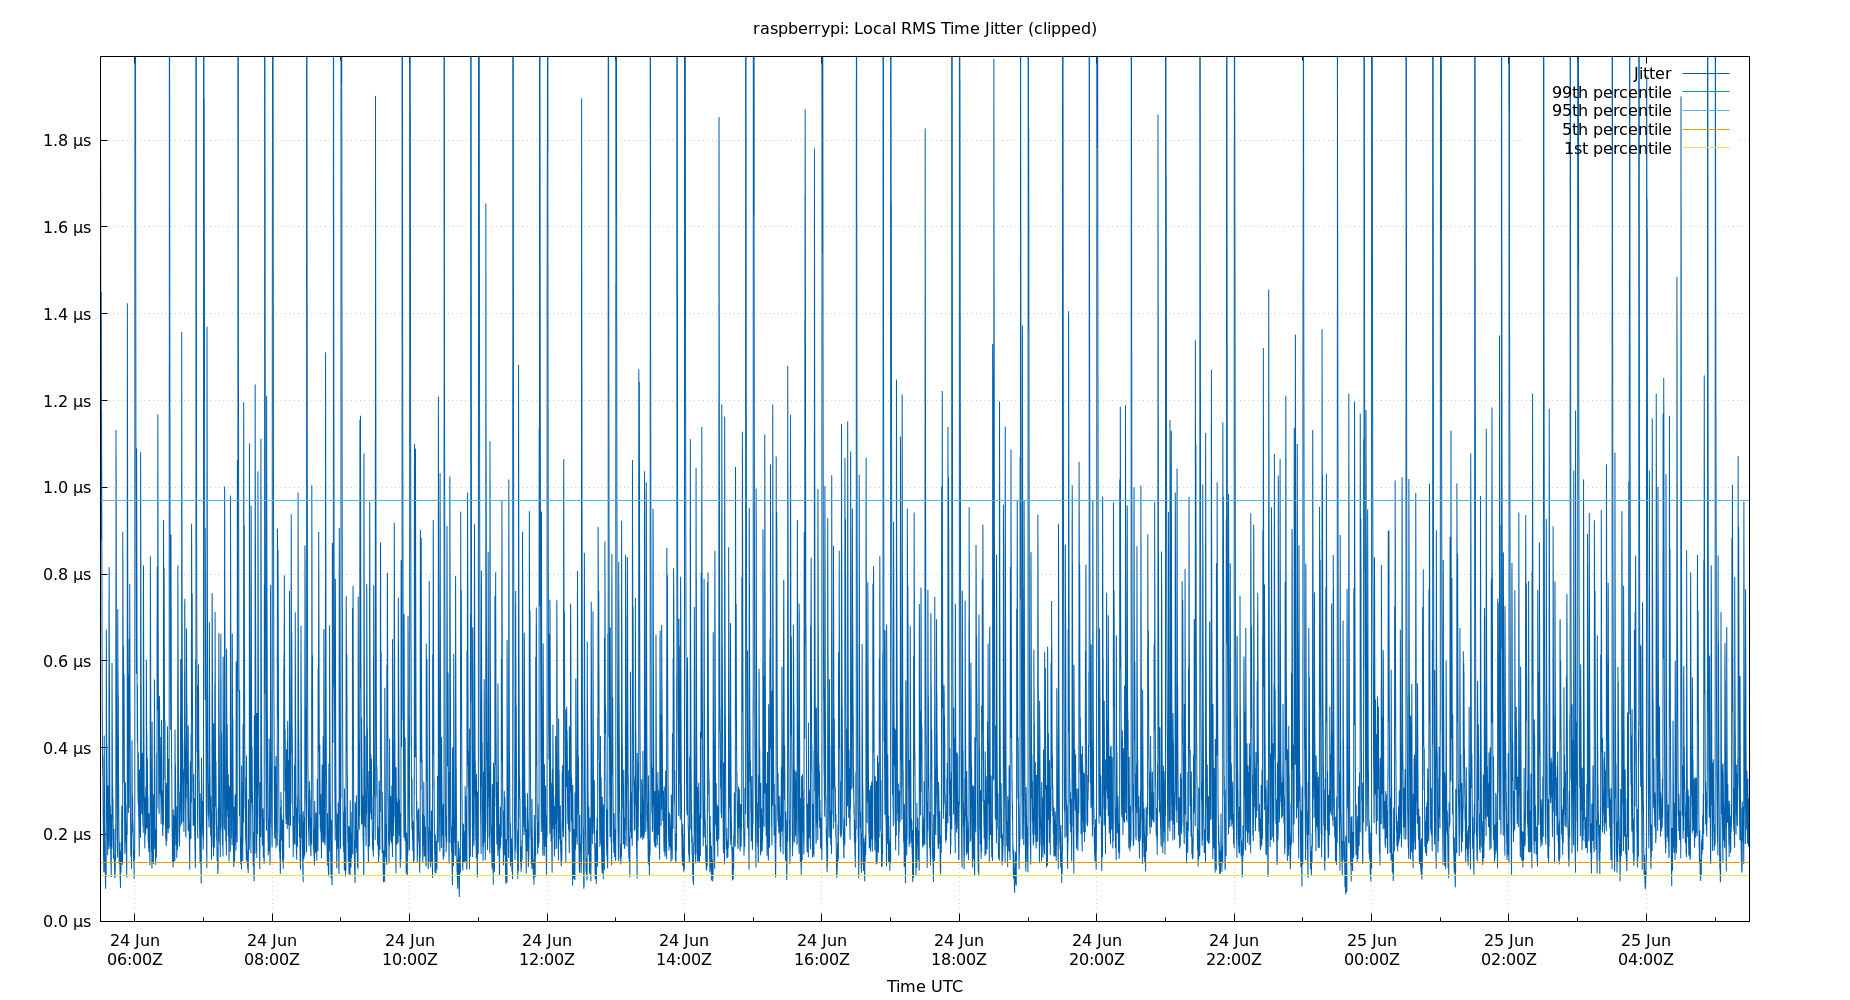 raspberrypi: Local RMS Time Jitter (clipped)
Jitter
99th percentile
95th percentile
5th percentile
1st percentile
1.8 µs
1.6 µs
1.4 µs
1.2 µs
1.0 µs
0.8 µs
0.6 µs
0.4 µs
0.2 µs
0.0 µs
24 Jun 24 Jun 24 Jun 24 Jun 24 Jun 24 Jun 24 Jun 24 Jun 24 Jun 25 Jun 25 Jun 25 Jun
06:00Z 08:00Z 10:00Z 12:00Z 14:00Z 16:00Z 18:00Z 20:00Z 22:00Z 00:00Z 02:00Z 04:00Z
Time UTC